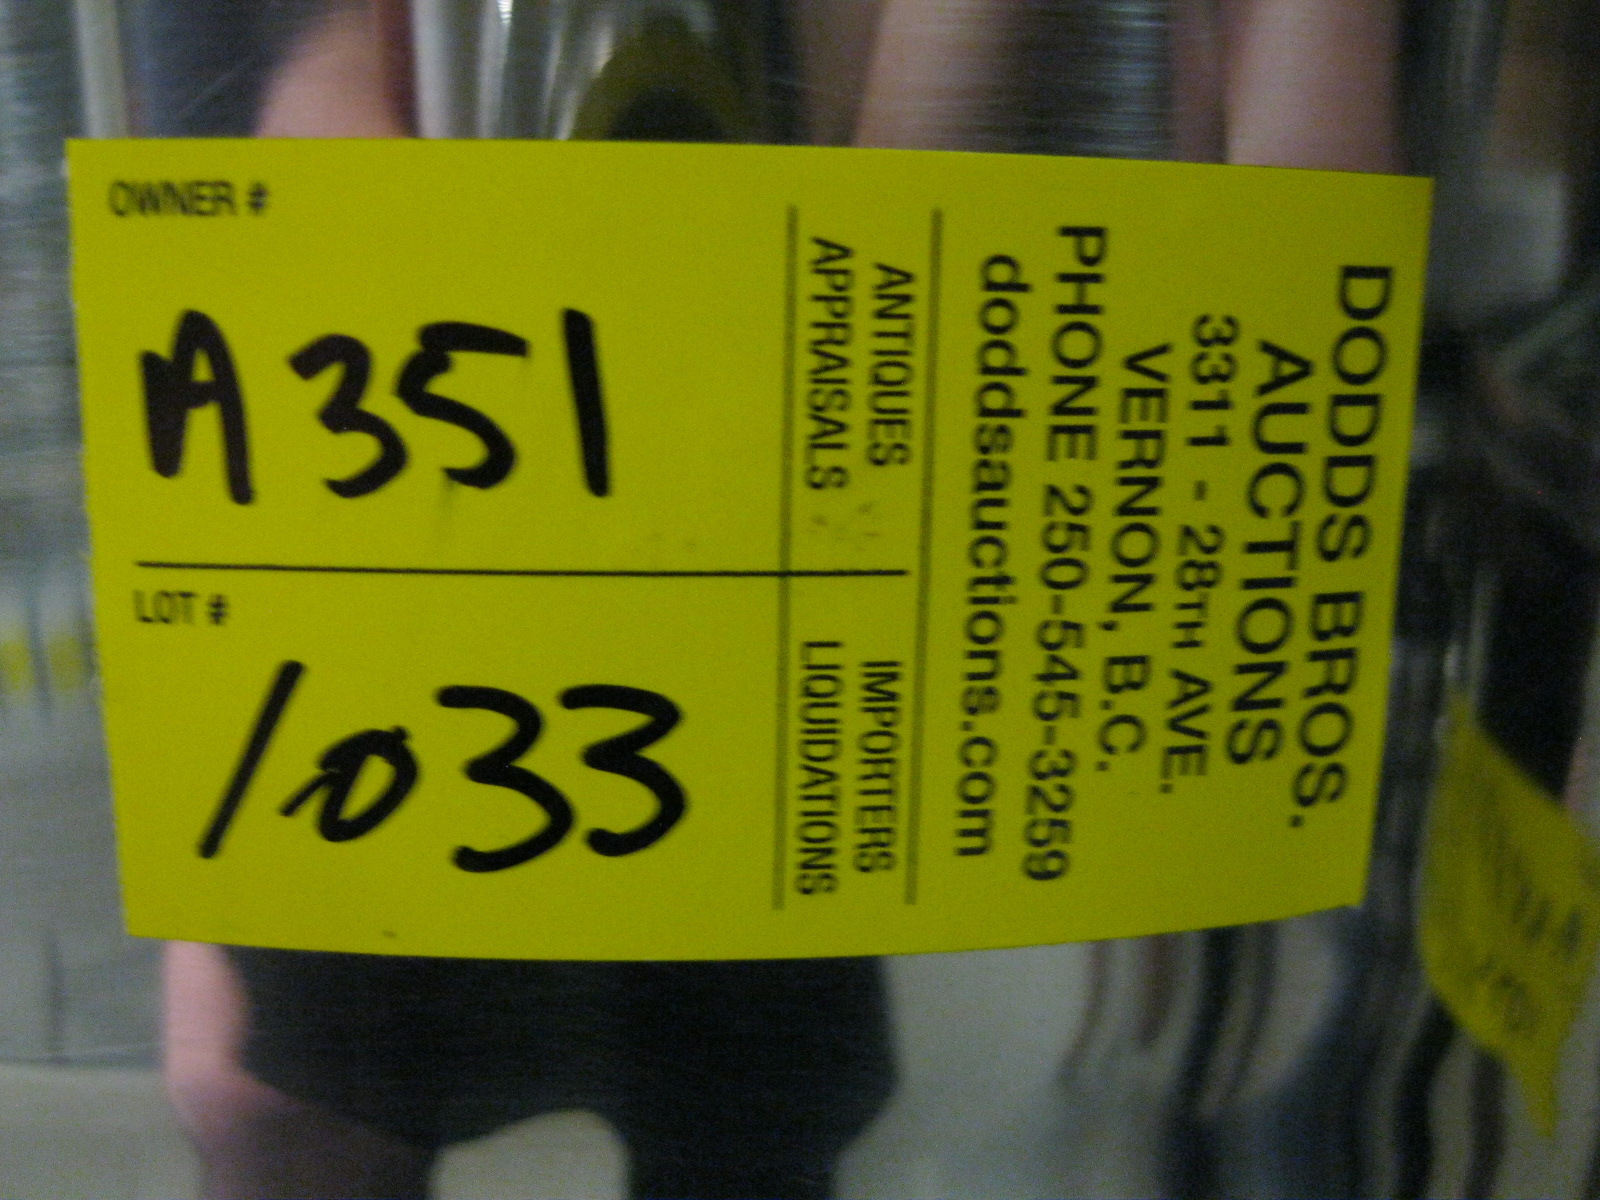 DODDS BROS.
AUCTIONS
3311 - 28TH AVE.
VERNON, B.C.
PHONE 250-545-3259
doddsauctions.com
ANTIQUES
APPRAISALS
IMPORTERS
LIQUIDATIONS
OWNER #
A351
LOT #
1033